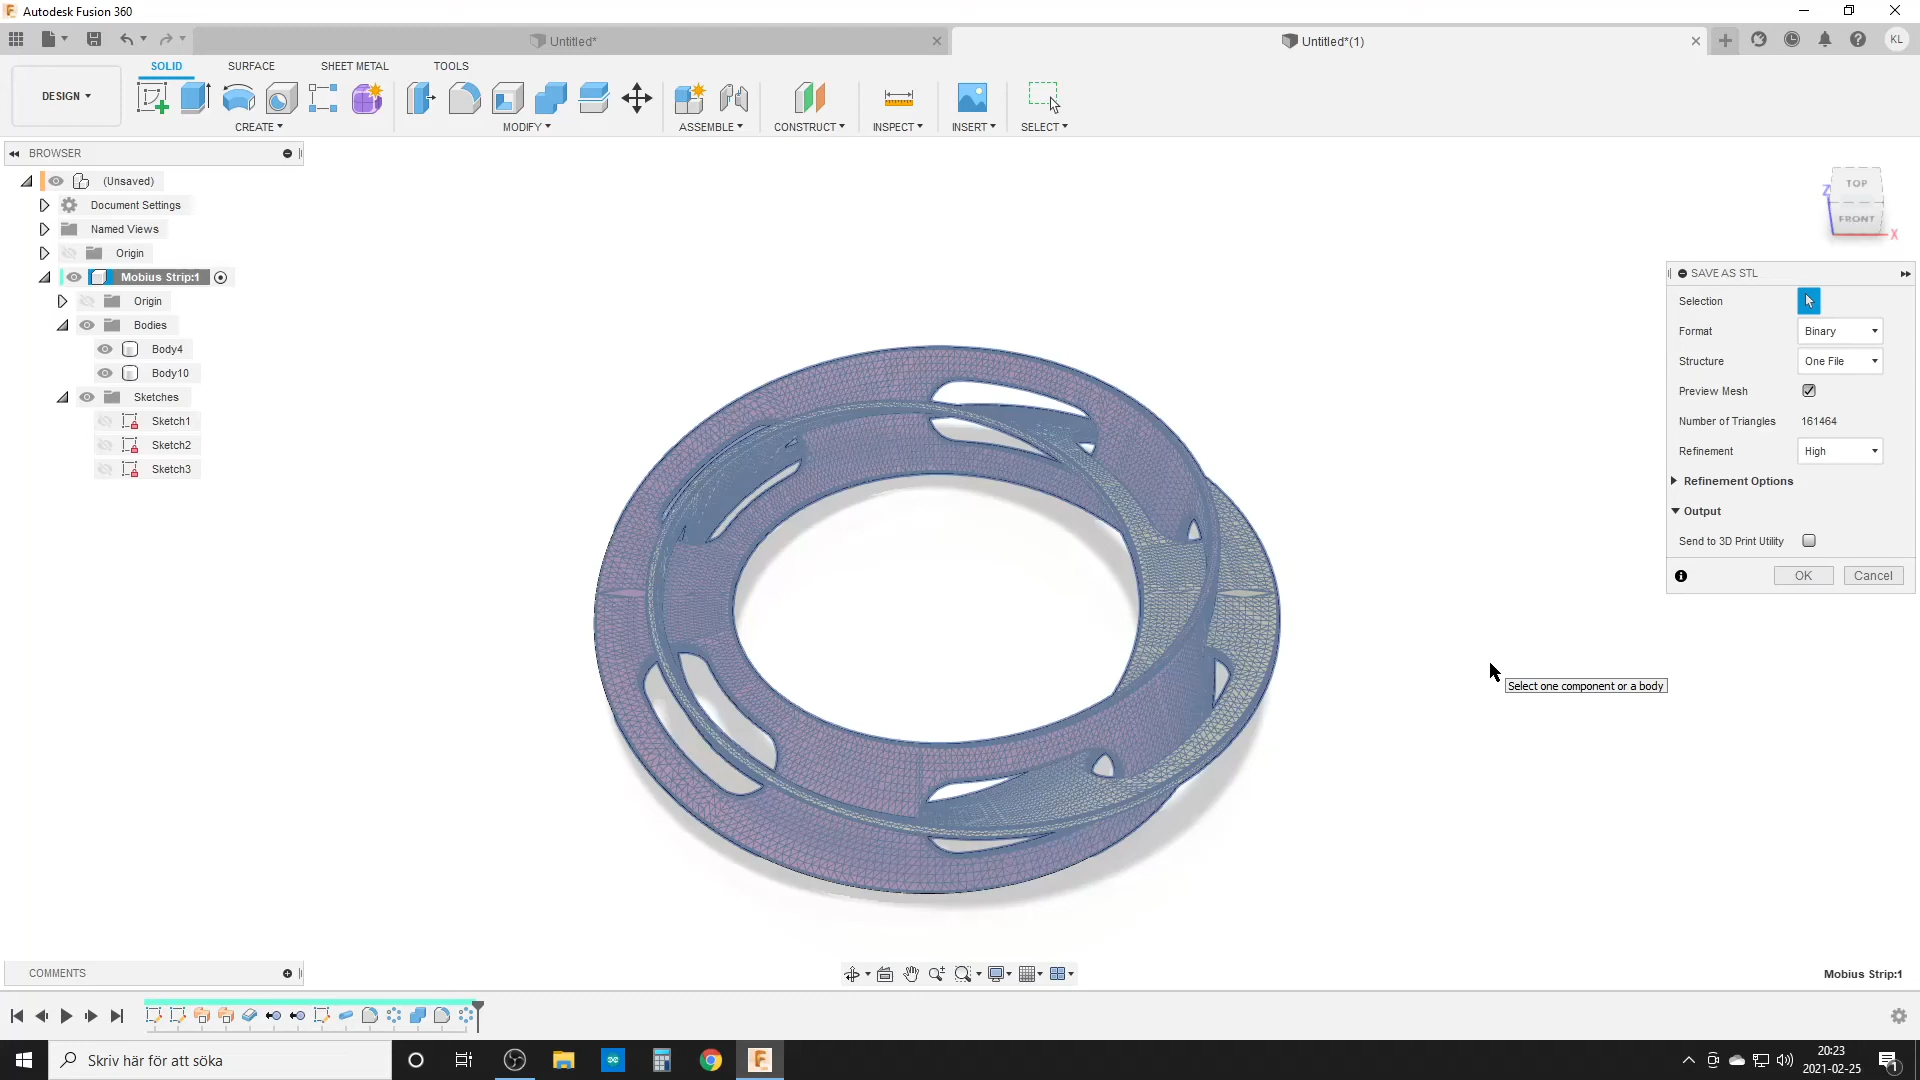 Autodesk Fusion 360
Untitled*
Untitled*(1)
KL
SOLID
SURFACE
SHEET METAL
TOOLS
DESIGN
CREATE
MODIFY
ASSEMBLE
CONSTRUCT
INSPECT
INSERT
SELECT
BROWSER
(Unsaved)
Document Settings
Named Views
Origin
Mobius Strip:1
Origin
Bodies
Body4
Body10
Sketches
Sketch1
Sketch2
Sketch3
TOP
FRONT
Z
X
SAVE AS STL
Selection
Format Binary
Structure One File
Preview Mesh
Number of Triangles 161464
Refinement High
Refinement Options
Output
Send to 3D Print Utility
OK Cancel
Select one component or a body
COMMENTS
Mobius Strip:1
Skriv här för att söka
20:23
2021-02-25
1